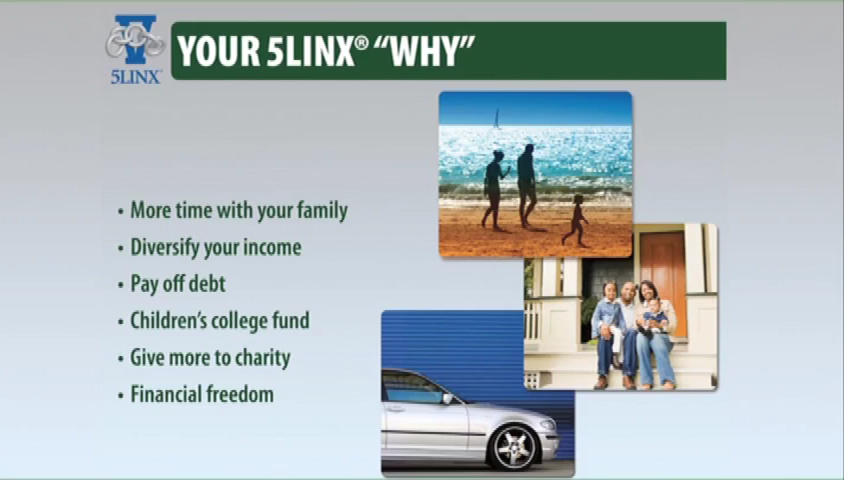 5LINX
YOUR 5LINX® “WHY”
• More time with your family
• Diversify your income
• Pay off debt
• Children’s college fund
• Give more to charity
• Financial freedom